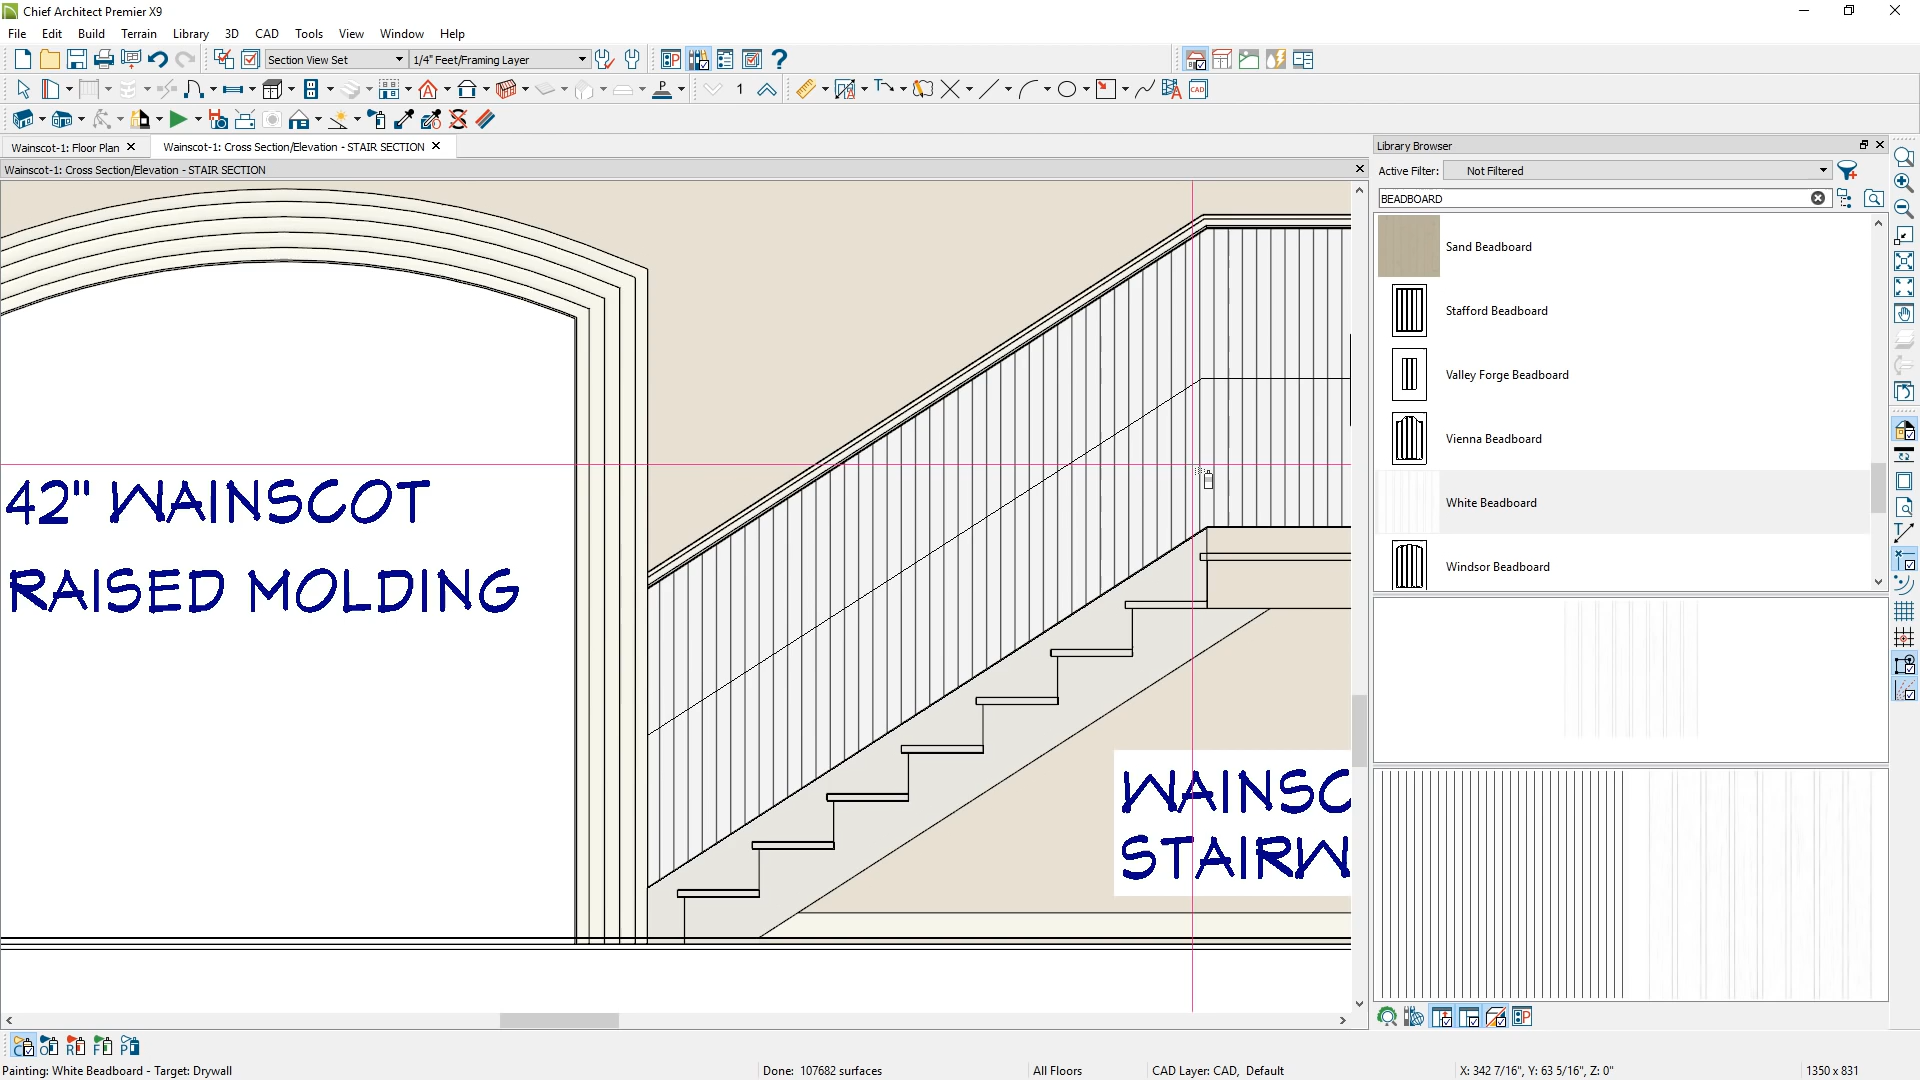 Chief Architect Premier X9
File Edit Build Terrain Library 3D CAD Tools View Window Help
Section View Set 1/4" Feet/Framing Layer
1
Wainscot-1: Floor Plan
Wainscot-1: Cross Section/Elevation - STAIR SECTION
Wainscot-1: Cross Section/Elevation - STAIR SECTION
42" WAINSCOT
RAISED MOLDING
WAINSC
STAIRW
Library Browser
Active Filter: Not Filtered
BEADBOARD
Sand Beadboard
Stafford Beadboard
Valley Forge Beadboard
Vienna Beadboard
White Beadboard
Windsor Beadboard
Painting: White Beadboard - Target: Drywall
Done: 107682 surfaces
All Floors
CAD Layer: CAD, Default
X: 342 7/16", Y: 63 5/16", Z: 0"
1350 x 831